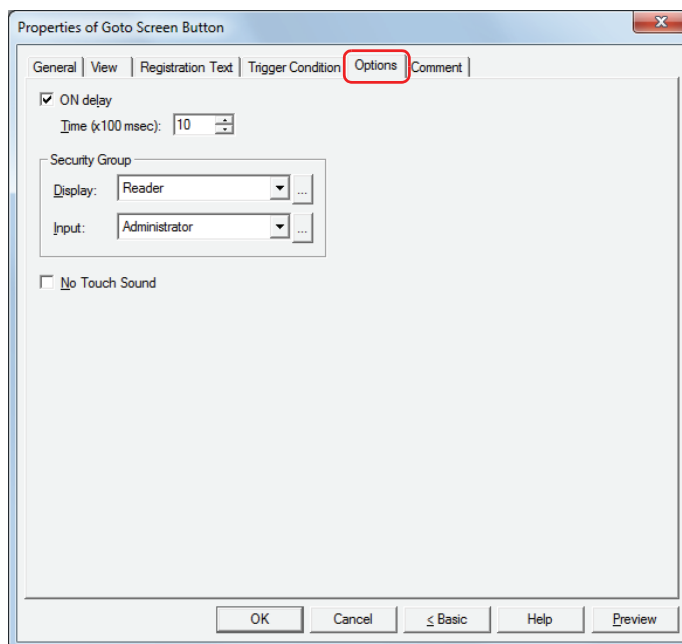 Properties of Goto Screen Button
General View Registration Text Trigger Condition Options Comment
ON delay
Time (x100 msec): 10
Security Group
Display: Reader ...
Input: Administrator ...
No Touch Sound
OK Cancel < Basic Help Preview